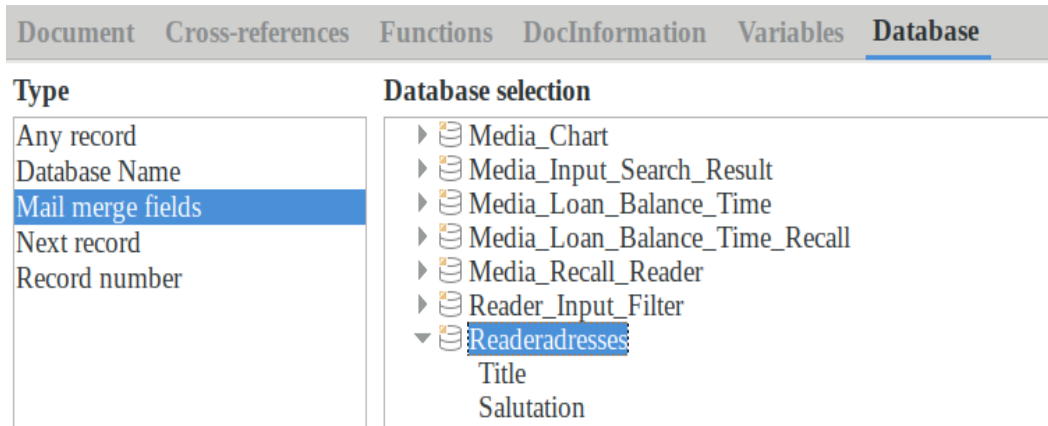 Document Cross-references Functions DocInformation Variables Database
Type
Any record
Database Name
Mail merge fields
Next record
Record number
Database selection
Media_Chart
Media_Input_Search_Result
Media_Loan_Balance_Time
Media_Loan_Balance_Time_Recall
Media_Recall_Reader
Reader_Input_Filter
Readeradresses
Title
Salutation